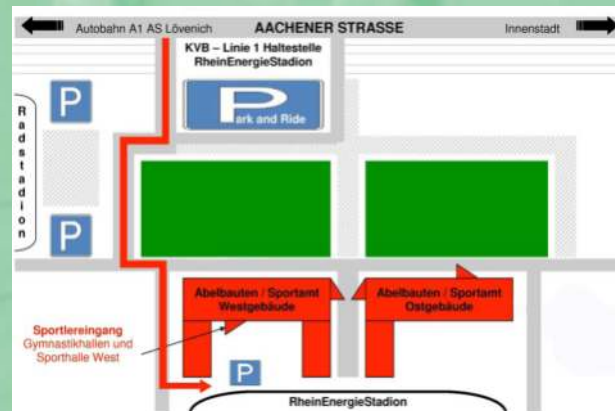 Autobahn A1 AS Lövenich
AACHENER STRASSE
Innenstadt
KVB – Linie 1 Haltestelle
RheinEnergieStadion
P
Park and Ride
Radstadion
P
Abelbauten / Sportamt
Westgebäude
Abelbauten / Sportamt
Ostgebäude
Sportlereingang
Gymnastikhallen und
Sporthalle West
P
RheinEnergieStadion